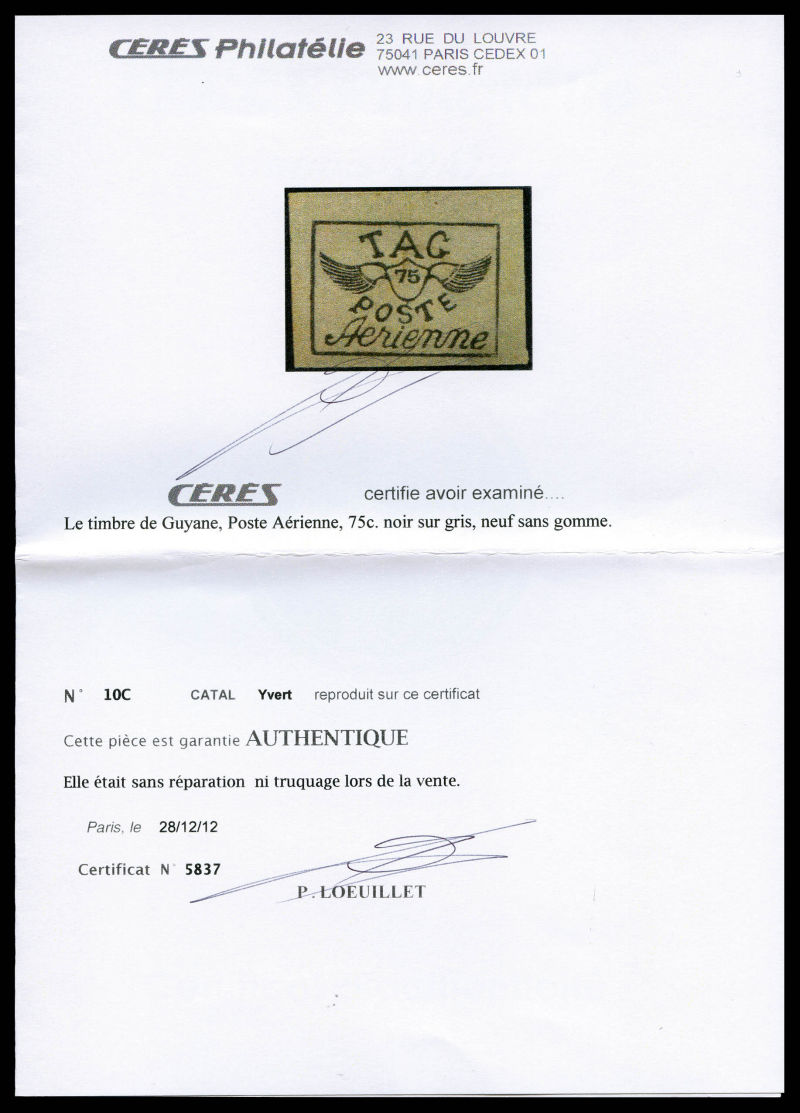 CÉRÈS Philatélie
23 RUE DU LOUVRE
75041 PARIS CEDEX 01
www.ceres.fr
TAG
75
POSTE
Aérienne
CÉRÈS certifie avoir examiné....
Le timbre de Guyane, Poste Aérienne, 75c. noir sur gris, neuf sans gomme.
N° 10C CATAL Yvert reproduit sur ce certificat
Cette pièce est garantie AUTHENTIQUE
Elle était sans réparation ni truquage lors de la vente.
Paris, le 28/12/12
Certificat N° 5837
P. LOEUILLET